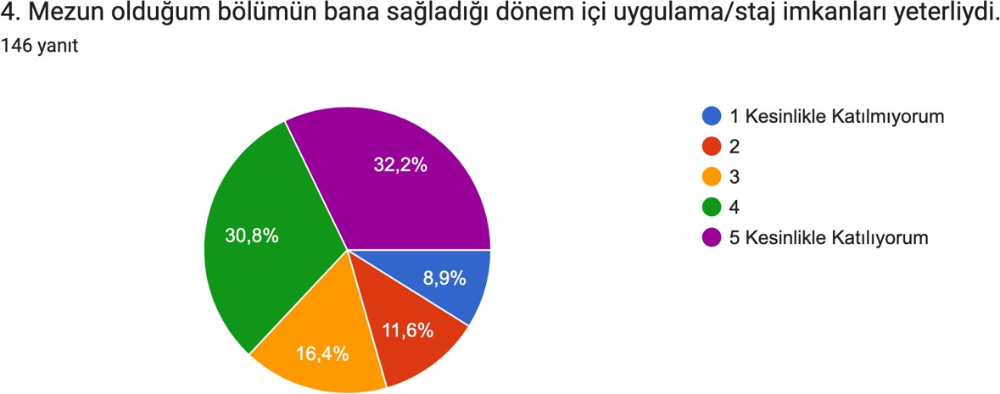 4. Mezun olduğum bölümün bana sağladığı dönem içi uygulama/staj imkanları yeterliydi.
146 yanıt
1 Kesinlikle Katılmıyorum
2
3
4
5 Kesinlikle Katılıyorum
32,2%
30,8%
8,9%
11,6%
16,4%